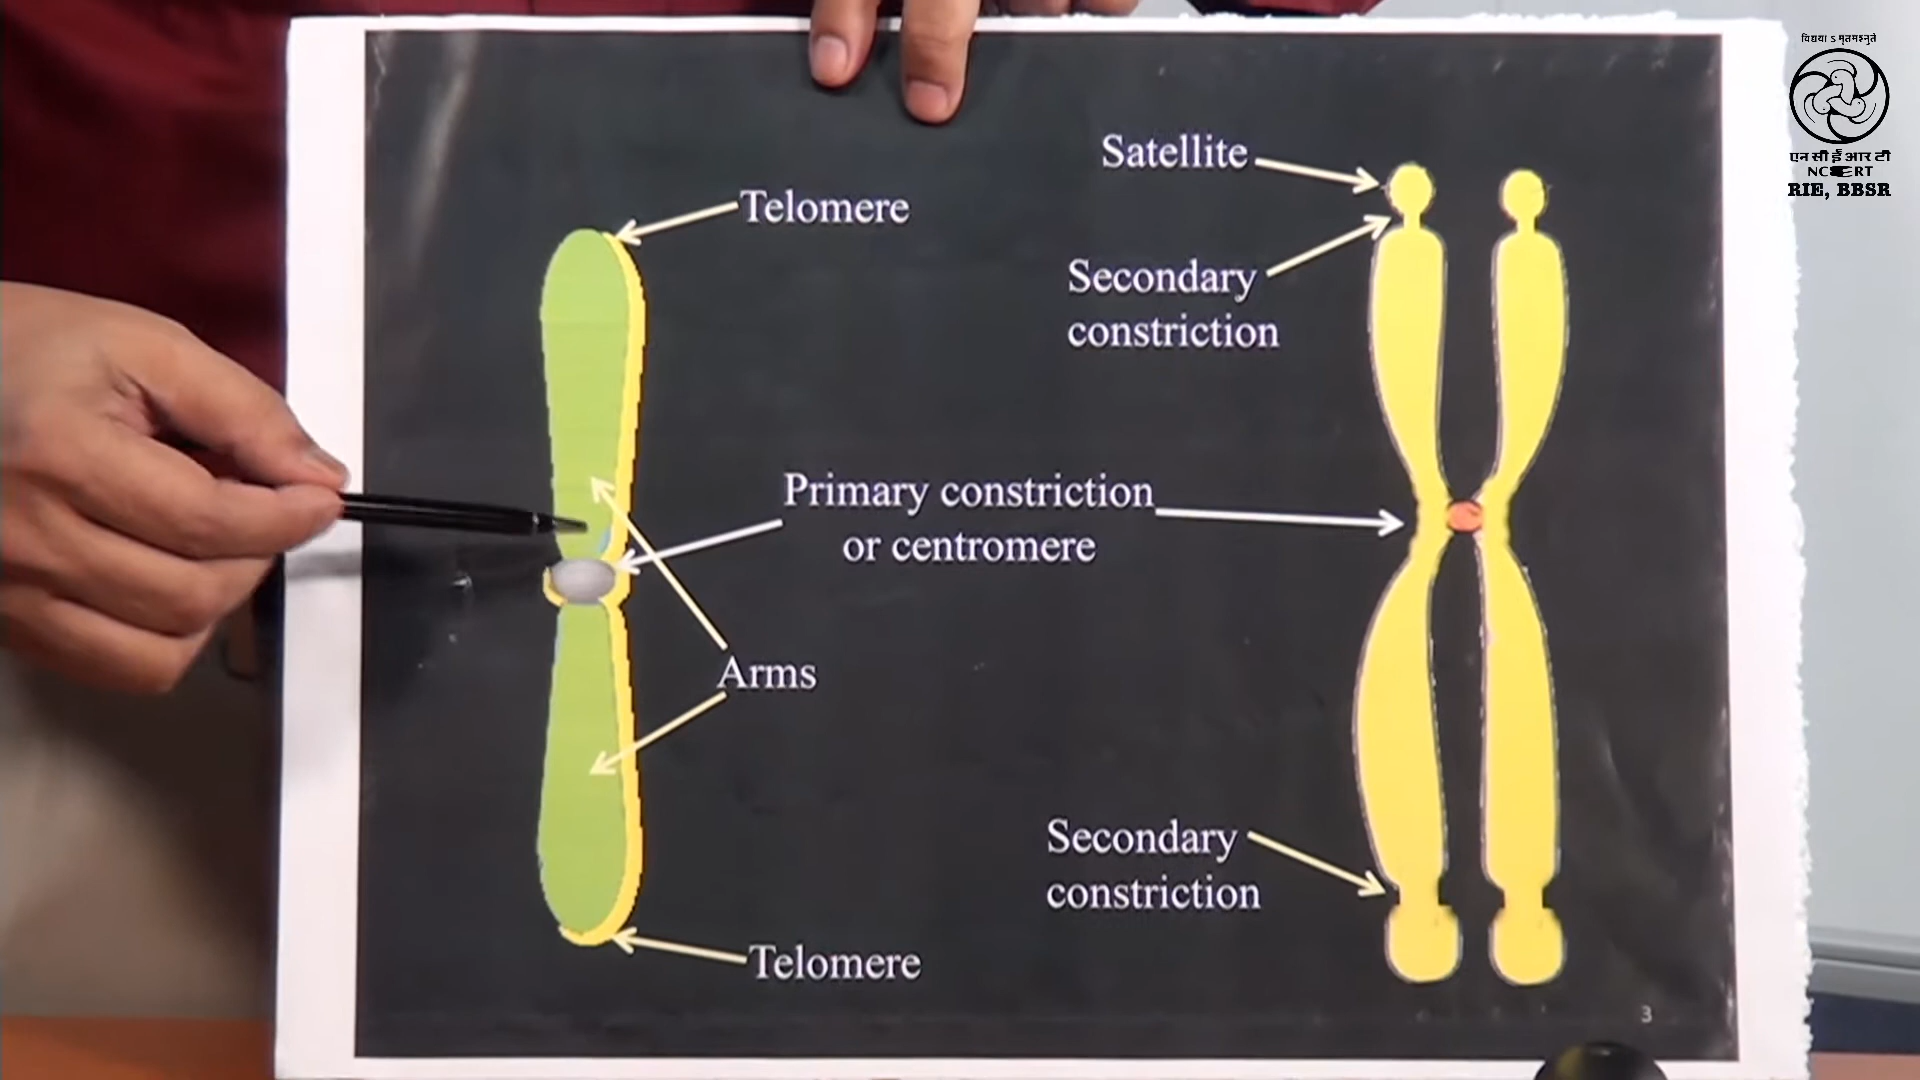 विद्यया ऽ मृतमश्नुते
एन सी ई आर टी
RIE, BBSR
Satellite
Telomere
Secondary
constriction
Primary constriction
or centromere
Arms
Secondary
constriction
Telomere
3